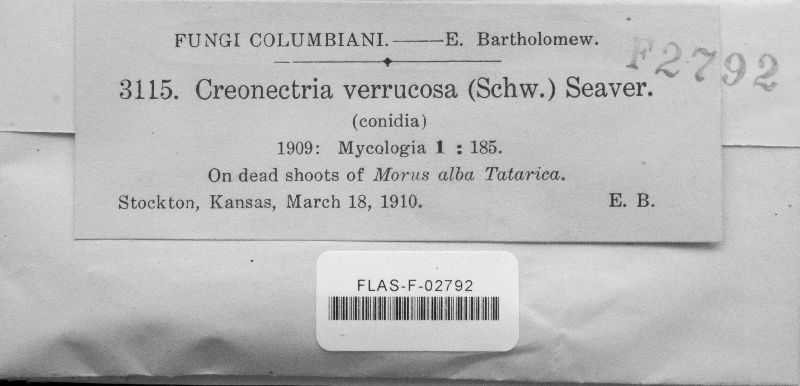 FUNGI COLUMBIANI.——E. Bartholomew.
F2792
3115. Creonectria verrucosa (Schw.) Seaver.
(conidia)
1909: Mycologia 1 : 185.
On dead shoots of Morus alba Tatarica.
Stockton, Kansas, March 18, 1910. E. B.
FLAS-F-02792